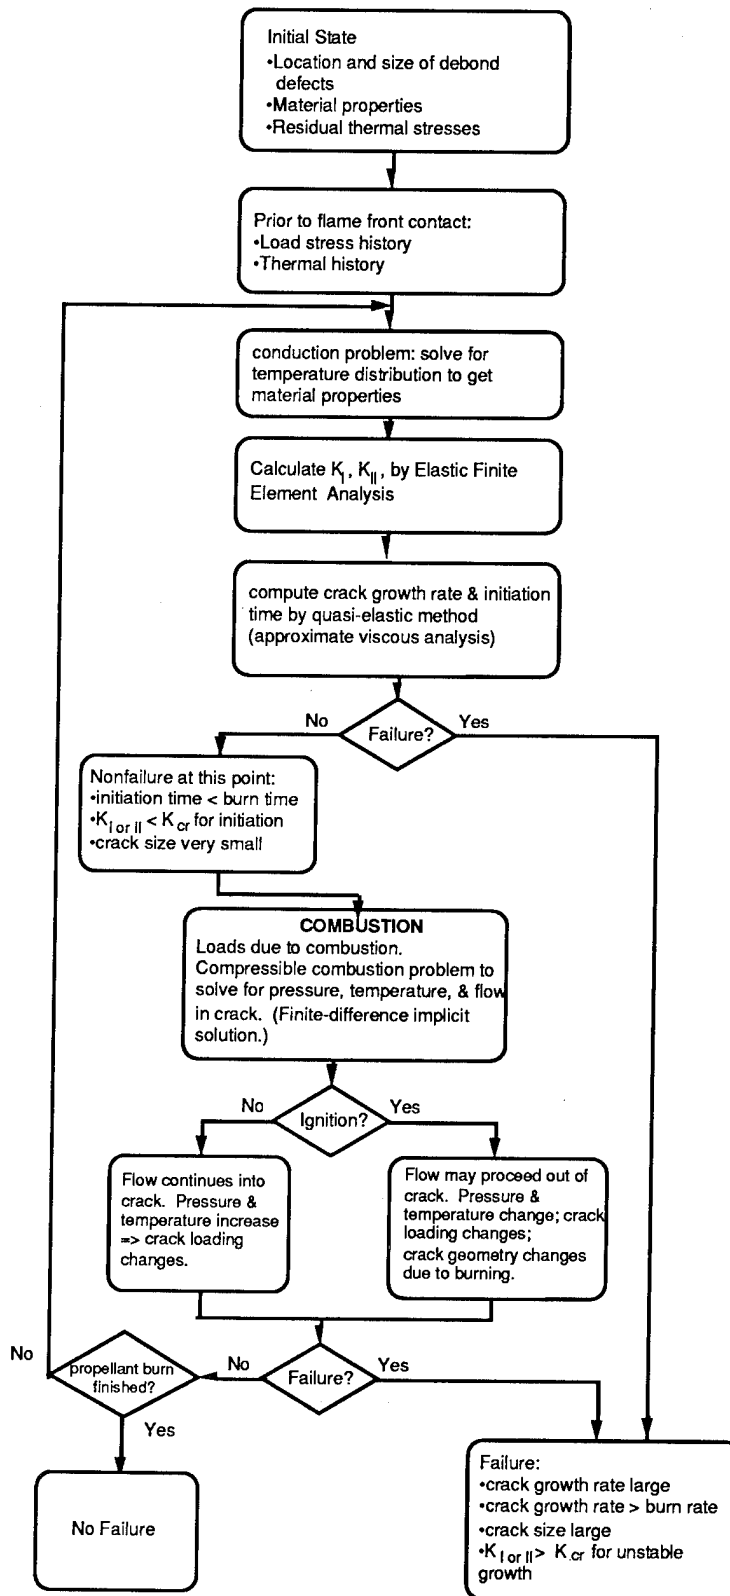 Initial State
•Location and size of debond
defects
•Material properties
•Residual thermal stresses
Prior to flame front contact:
•Load stress history
•Thermal history
conduction problem: solve for
temperature distribution to get
material properties
Calculate K I, K II, by Elastic Finite
Element Analysis
compute crack growth rate & initiation
time by quasi-elastic method
(approximate viscous analysis)
No
Failure?
Yes
Nonfailure at this point:
•initiation time < burn time
•K I or II < K cr for initiation
•crack size very small
COMBUSTION
Loads due to combustion.
Compressible combustion problem to
solve for pressure, temperature, & flow
in crack. (Finite-difference implicit
solution.)
No
Ignition?
Yes
Flow continues into
crack. Pressure &
temperature increase
=> crack loading
changes.
Flow may proceed out of
crack. Pressure &
temperature change; crack
loading changes;
crack geometry changes
due to burning.
No
propellant burn
finished?
No
Failure?
Yes
Yes
No Failure
Failure:
•crack growth rate large
•crack growth rate > burn rate
•crack size large
•K I or II > K cr for unstable
growth